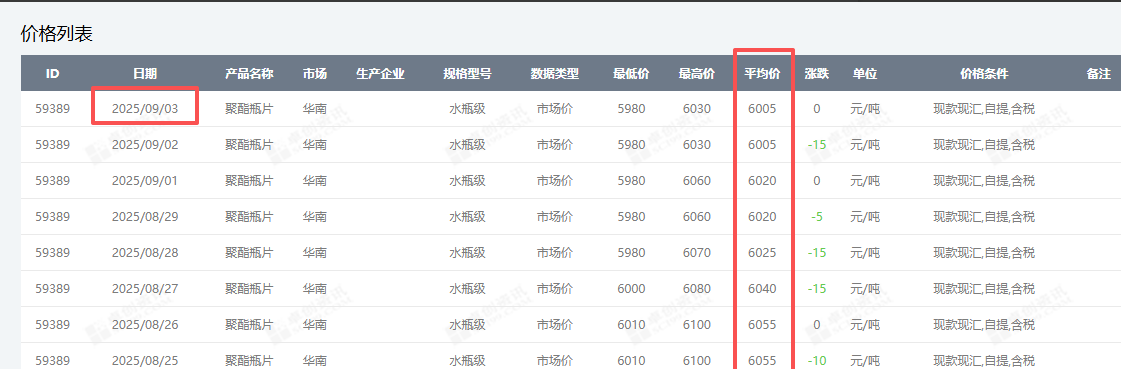 价格列表
ID 日期 产品名称 市场 生产企业 规格型号 数据类型 最低价 最高价 平均价 涨跌 单位 价格条件 备注
59389 2025/09/03 聚酯瓶片 华南 水瓶级 市场价 5980 6030 6005 0 元/吨 现款现汇,自提,含税
59389 2025/09/02 聚酯瓶片 华南 水瓶级 市场价 5980 6030 6005 -15 元/吨 现款现汇,自提,含税
59389 2025/09/01 聚酯瓶片 华南 水瓶级 市场价 5980 6060 6020 0 元/吨 现款现汇,自提,含税
59389 2025/08/29 聚酯瓶片 华南 水瓶级 市场价 5980 6060 6020 -5 元/吨 现款现汇,自提,含税
59389 2025/08/28 聚酯瓶片 华南 水瓶级 市场价 5980 6070 6025 -15 元/吨 现款现汇,自提,含税
59389 2025/08/27 聚酯瓶片 华南 水瓶级 市场价 6000 6080 6040 -15 元/吨 现款现汇,自提,含税
59389 2025/08/26 聚酯瓶片 华南 水瓶级 市场价 6010 6100 6055 0 元/吨 现款现汇,自提,含税
59389 2025/08/25 聚酯瓶片 华南 水瓶级 市场价 6010 6100 6055 -10 元/吨 现款现汇,自提,含税